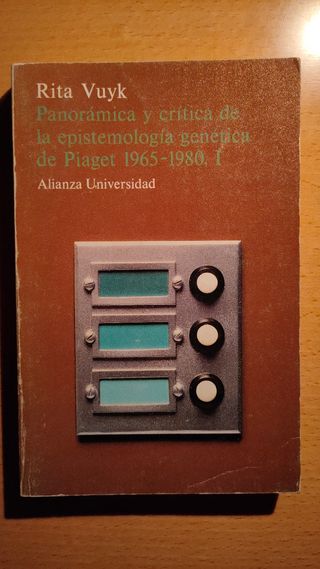 Rita Vuyk
Panorámica y crítica de
la epistemología genética
de Piaget 1965-1980, I
Alianza Universidad